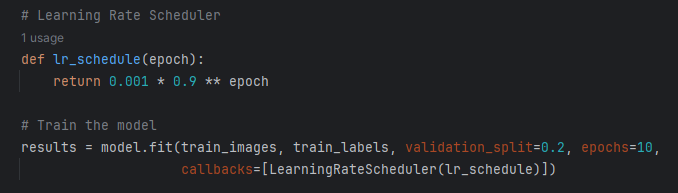 # Learning Rate Scheduler
1 usage
def lr_schedule(epoch):
    return 0.001 * 0.9 ** epoch
# Train the model
results = model.fit(train_images, train_labels, validation_split=0.2, epochs=10,
                    callbacks=[LearningRateScheduler(lr_schedule)])